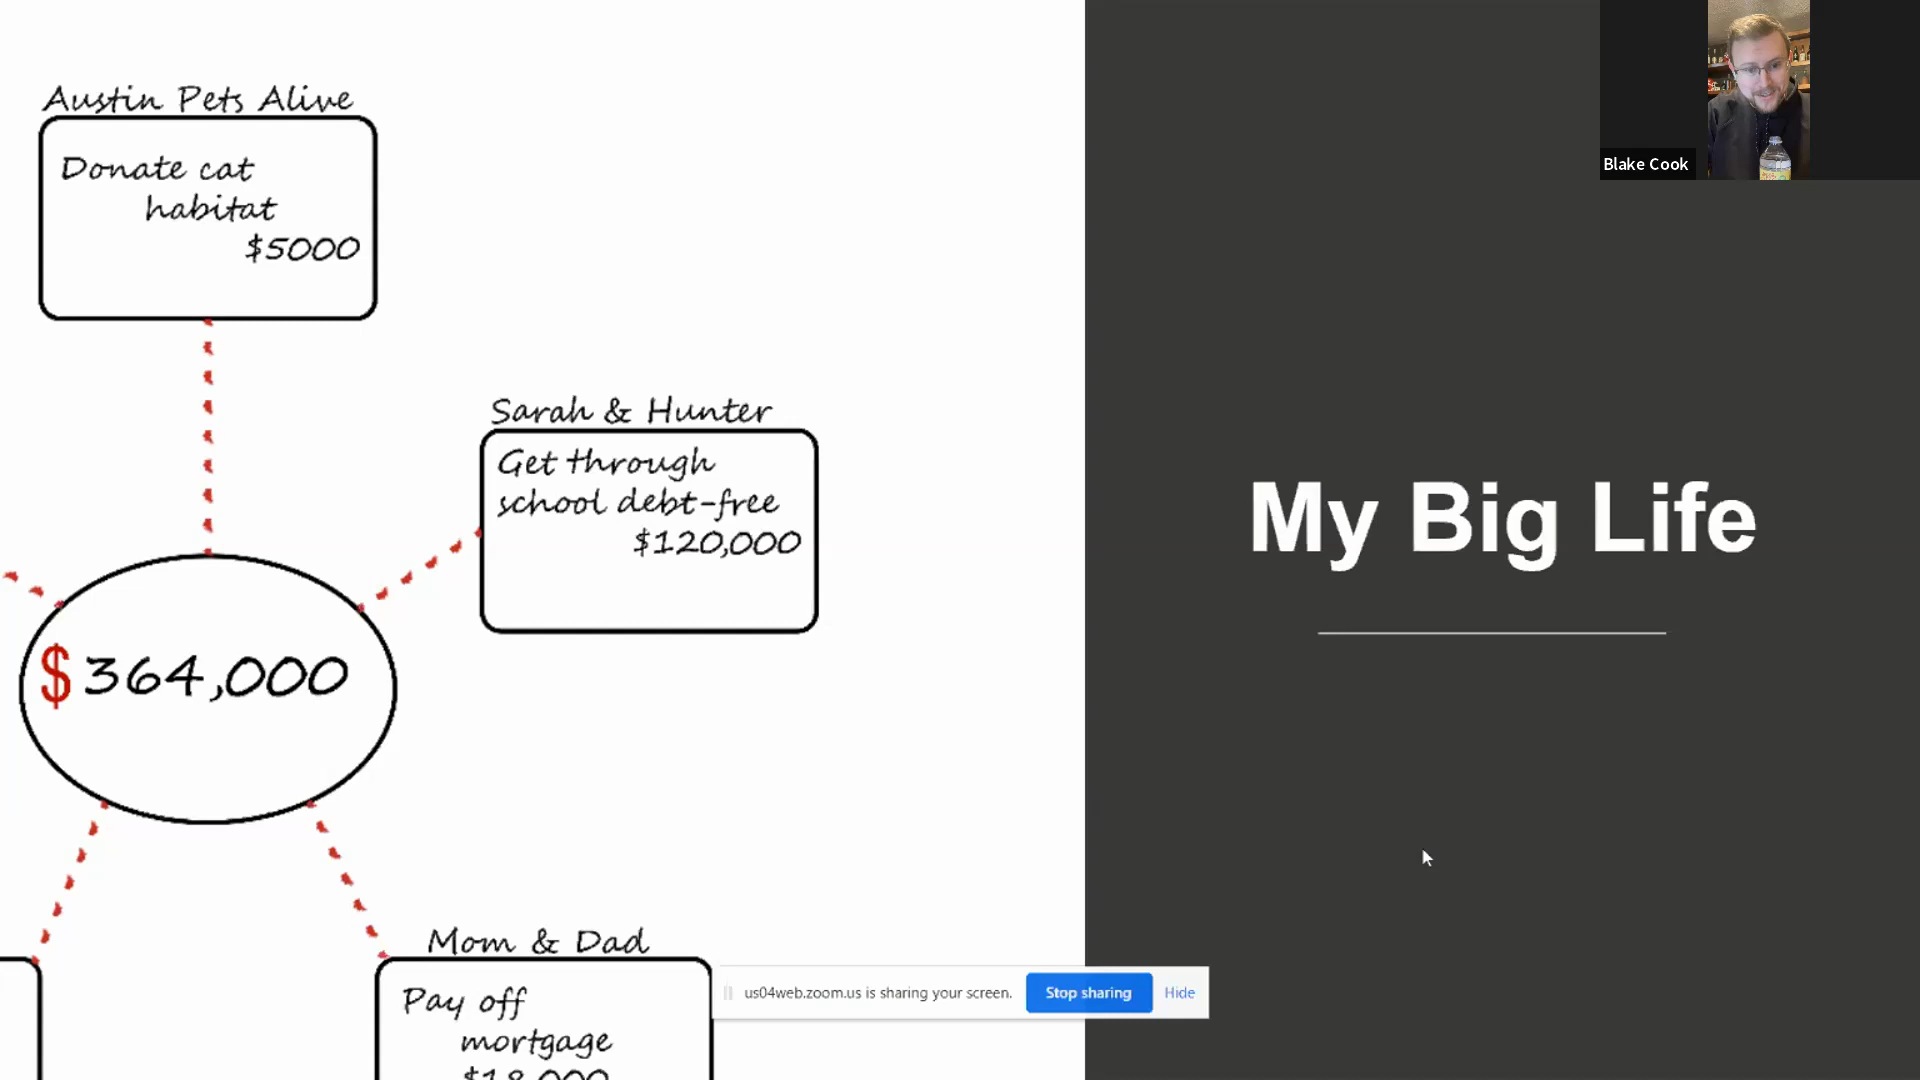 Austin Pets Alive
Donate cat
habitat
$5000
Sarah & Hunter
Get through
school debt-free
$120,000
$364,000
Mom & Dad
Pay off
mortgage
$18,000
My Big Life
Blake Cook
us04web.zoom.us is sharing your screen.
Stop sharing
Hide